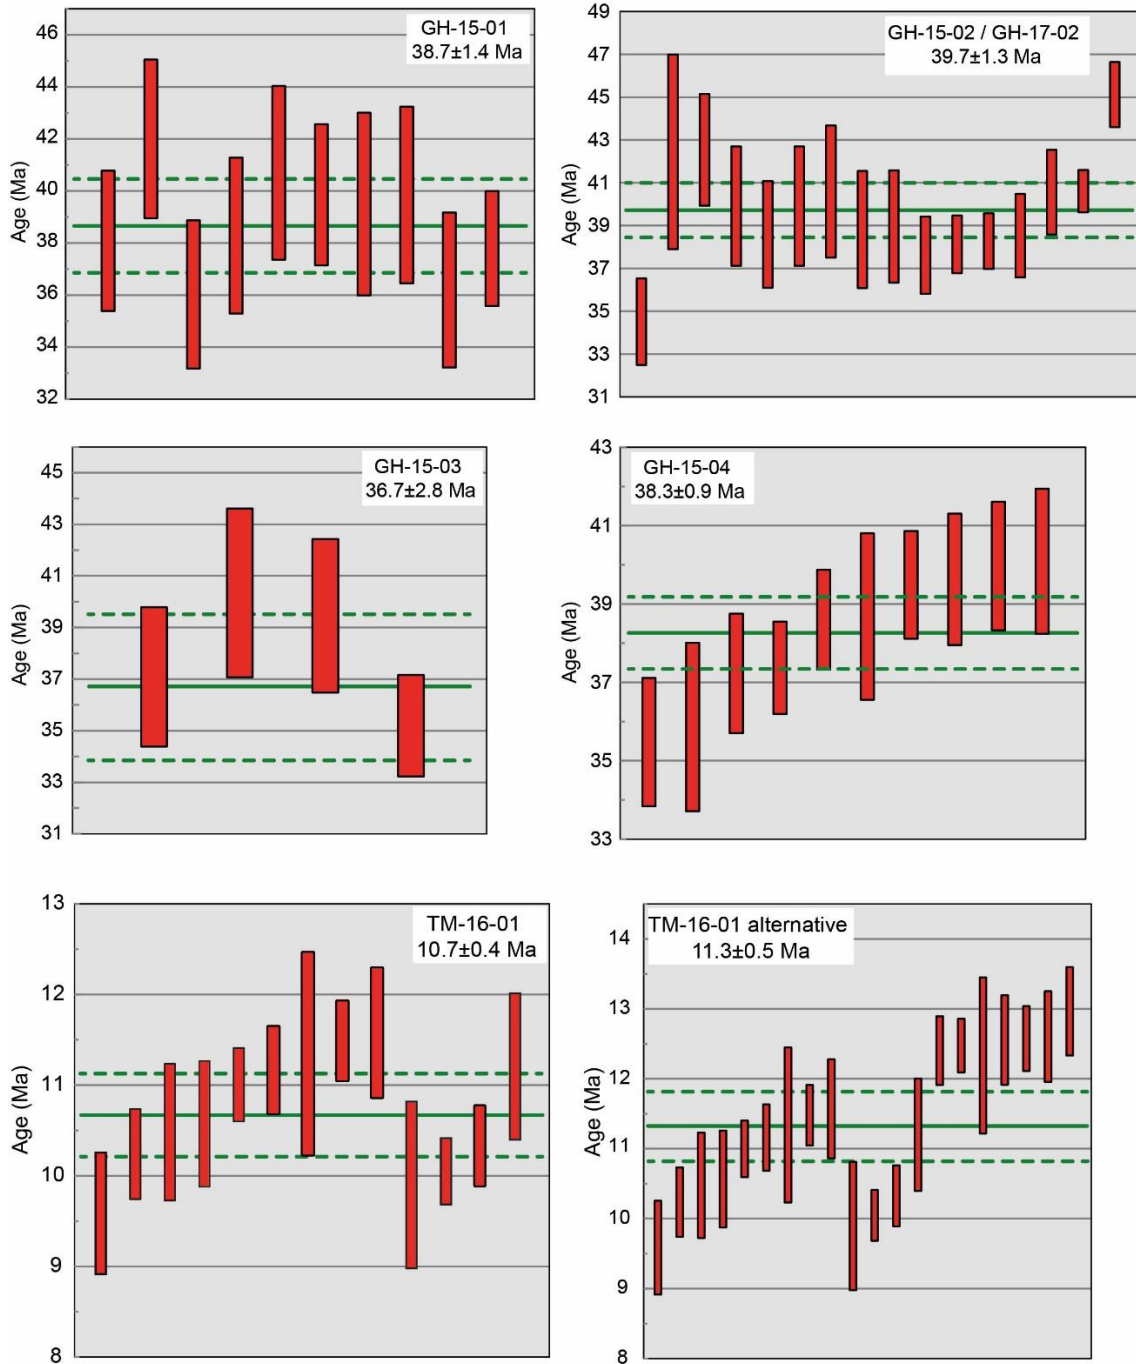 GH-15-01
38.7±1.4 Ma
Age (Ma)
46
44
42
40
38
36
34
32
GH-15-02 / GH-17-02
39.7±1.3 Ma
Age (Ma)
49
47
45
43
41
39
37
35
33
31
GH-15-03
36.7±2.8 Ma
Age (Ma)
45
43
41
39
37
35
33
31
GH-15-04
38.3±0.9 Ma
Age (Ma)
43
41
39
37
35
33
TM-16-01
10.7±0.4 Ma
Age (Ma)
13
12
11
10
9
8
TM-16-01 alternative
11.3±0.5 Ma
Age (Ma)
14
13
12
11
10
9
8